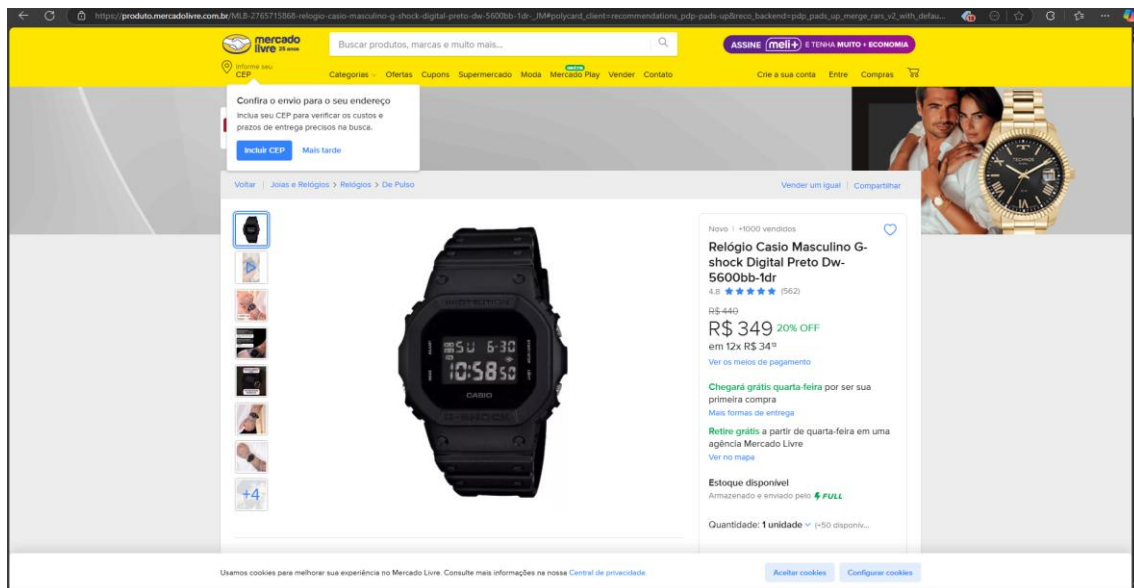 https://produto.mercadolivre.com.br/MLB-2765715868-relogio-casio-masculino-g-shock-digital-preto-dw-5600bb-1dr-_JM#polycard_client=recommendations_pdp-pads-up&reco_backend=pdp_pads_up_merge_rars_v2_with_defau...
mercado
livre 25 anos
Buscar produtos, marcas e muito mais...
ASSINE meli+ E TENHA MUITO + ECONOMIA
Informe seu
CEP
Categorias Ofertas Cupons Supermercado Moda Mercado Play Vender Contato
Crie a sua conta Entre Compras
Confira o envio para o seu endereço
Inclua seu CEP para verificar os custos e
prazos de entrega precisos na busca.
Incluir CEP Mais tarde
TECHNOS
Voltar | Joias e Relógios > Relógios > De Pulso
Vender um igual | Compartilhar
PROTECTION
SU 6-30
10:58 50
CASIO
G-SHOCK
+4
Novo | +1000 vendidos
Relógio Casio Masculino G-
shock Digital Preto Dw-
5600bb-1dr
4.8 (562)
R$ 440
R$ 349 20% OFF
em 12x R$ 34
Ver os meios de pagamento
Chegará grátis quarta-feira por ser sua
primeira compra
Mais formas de entrega
Retire grátis a partir de quarta-feira em uma
agência Mercado Livre
Ver no mapa
Estoque disponível
Armazenado e enviado pelo FULL
Quantidade: 1 unidade (+50 disponív...
Usamos cookies para melhorar sua experiência no Mercado Livre. Consulte mais informações na nossa Central de privacidade.
Aceitar cookies Configurar cookies